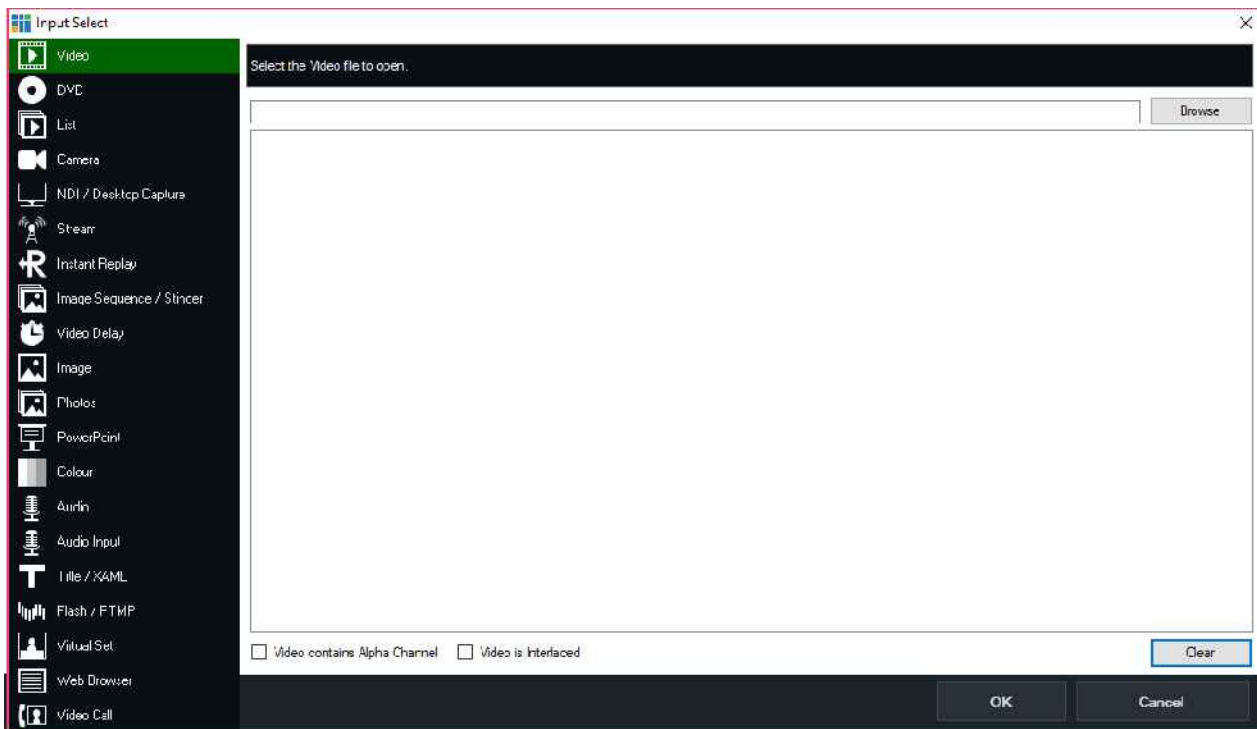 Input Select
Video
DVD
List
Camera
NDI / Desktop Capture
Stream
Instant Replay
Image Sequence / Stinger
Video Delay
Image
Photos
PowerPoint
Colour
Audio
Audio Input
Title / XAML
Flash / RTMP
Virtual Set
Web Browser
Video Call
Select the Video file to open.
Browse
Video contains Alpha Channel
Video is Interlaced
Clear
OK
Cancel